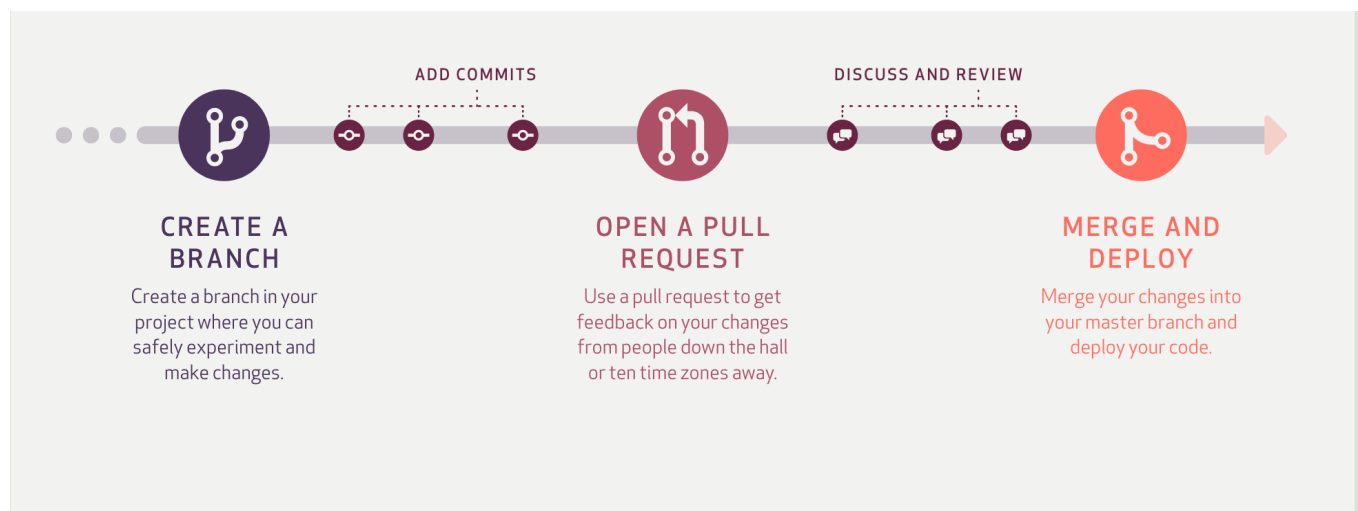 ADD COMMITS
DISCUSS AND REVIEW
CREATE A
BRANCH
Create a branch in your
project where you can
safely experiment and
make changes.
OPEN A PULL
REQUEST
Use a pull request to get
feedback on your changes
from people down the hall
or ten time zones away.
MERGE AND
DEPLOY
Merge your changes into
your master branch and
deploy your code.